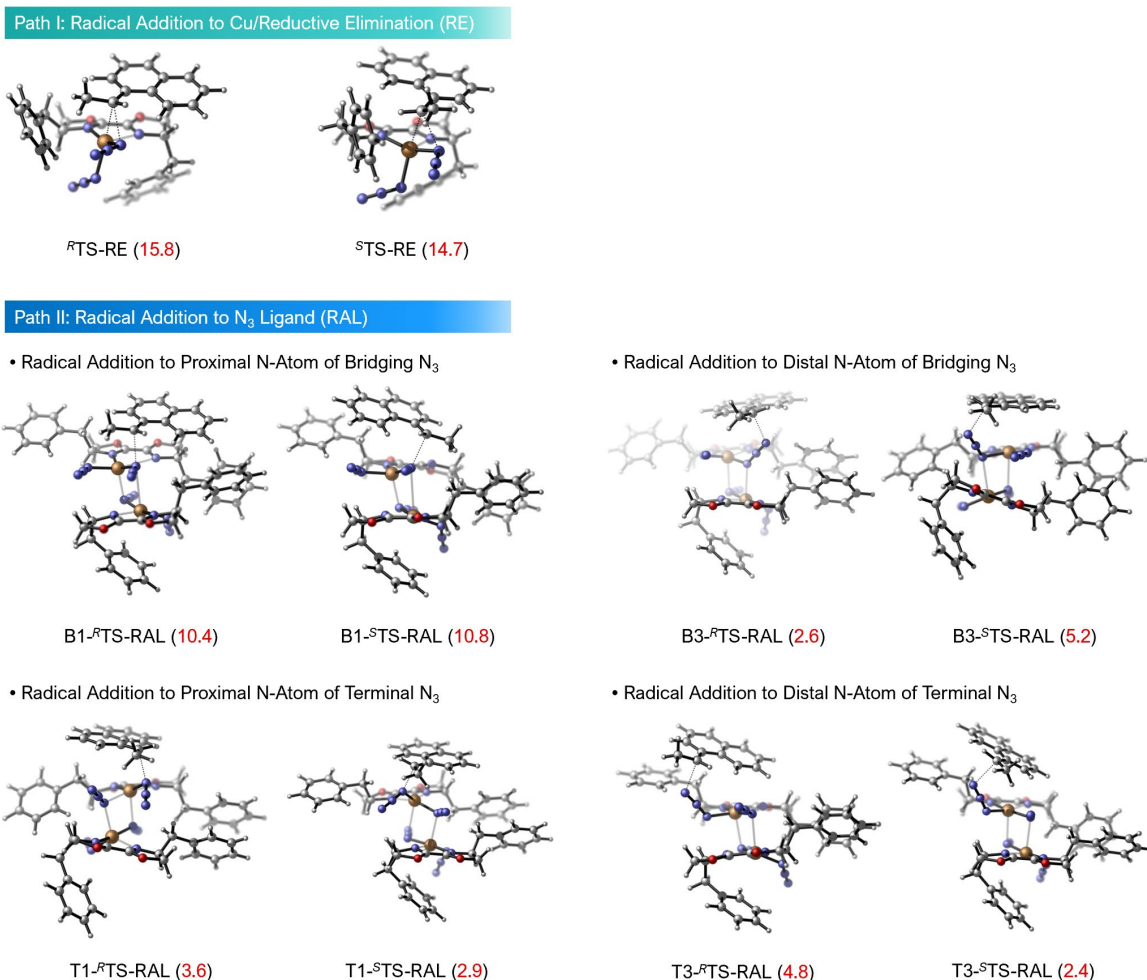 Path I: Radical Addition to Cu/Reductive Elimination (RE)
ᴿTS-RE (15.8)
ˢTS-RE (14.7)
Path II: Radical Addition to N₃ Ligand (RAL)
• Radical Addition to Proximal N-Atom of Bridging N₃
• Radical Addition to Distal N-Atom of Bridging N₃
B1-ᴿTS-RAL (10.4)
B1-ˢTS-RAL (10.8)
B3-ᴿTS-RAL (2.6)
B3-ˢTS-RAL (5.2)
• Radical Addition to Proximal N-Atom of Terminal N₃
• Radical Addition to Distal N-Atom of Terminal N₃
T1-ᴿTS-RAL (3.6)
T1-ˢTS-RAL (2.9)
T3-ᴿTS-RAL (4.8)
T3-ˢTS-RAL (2.4)